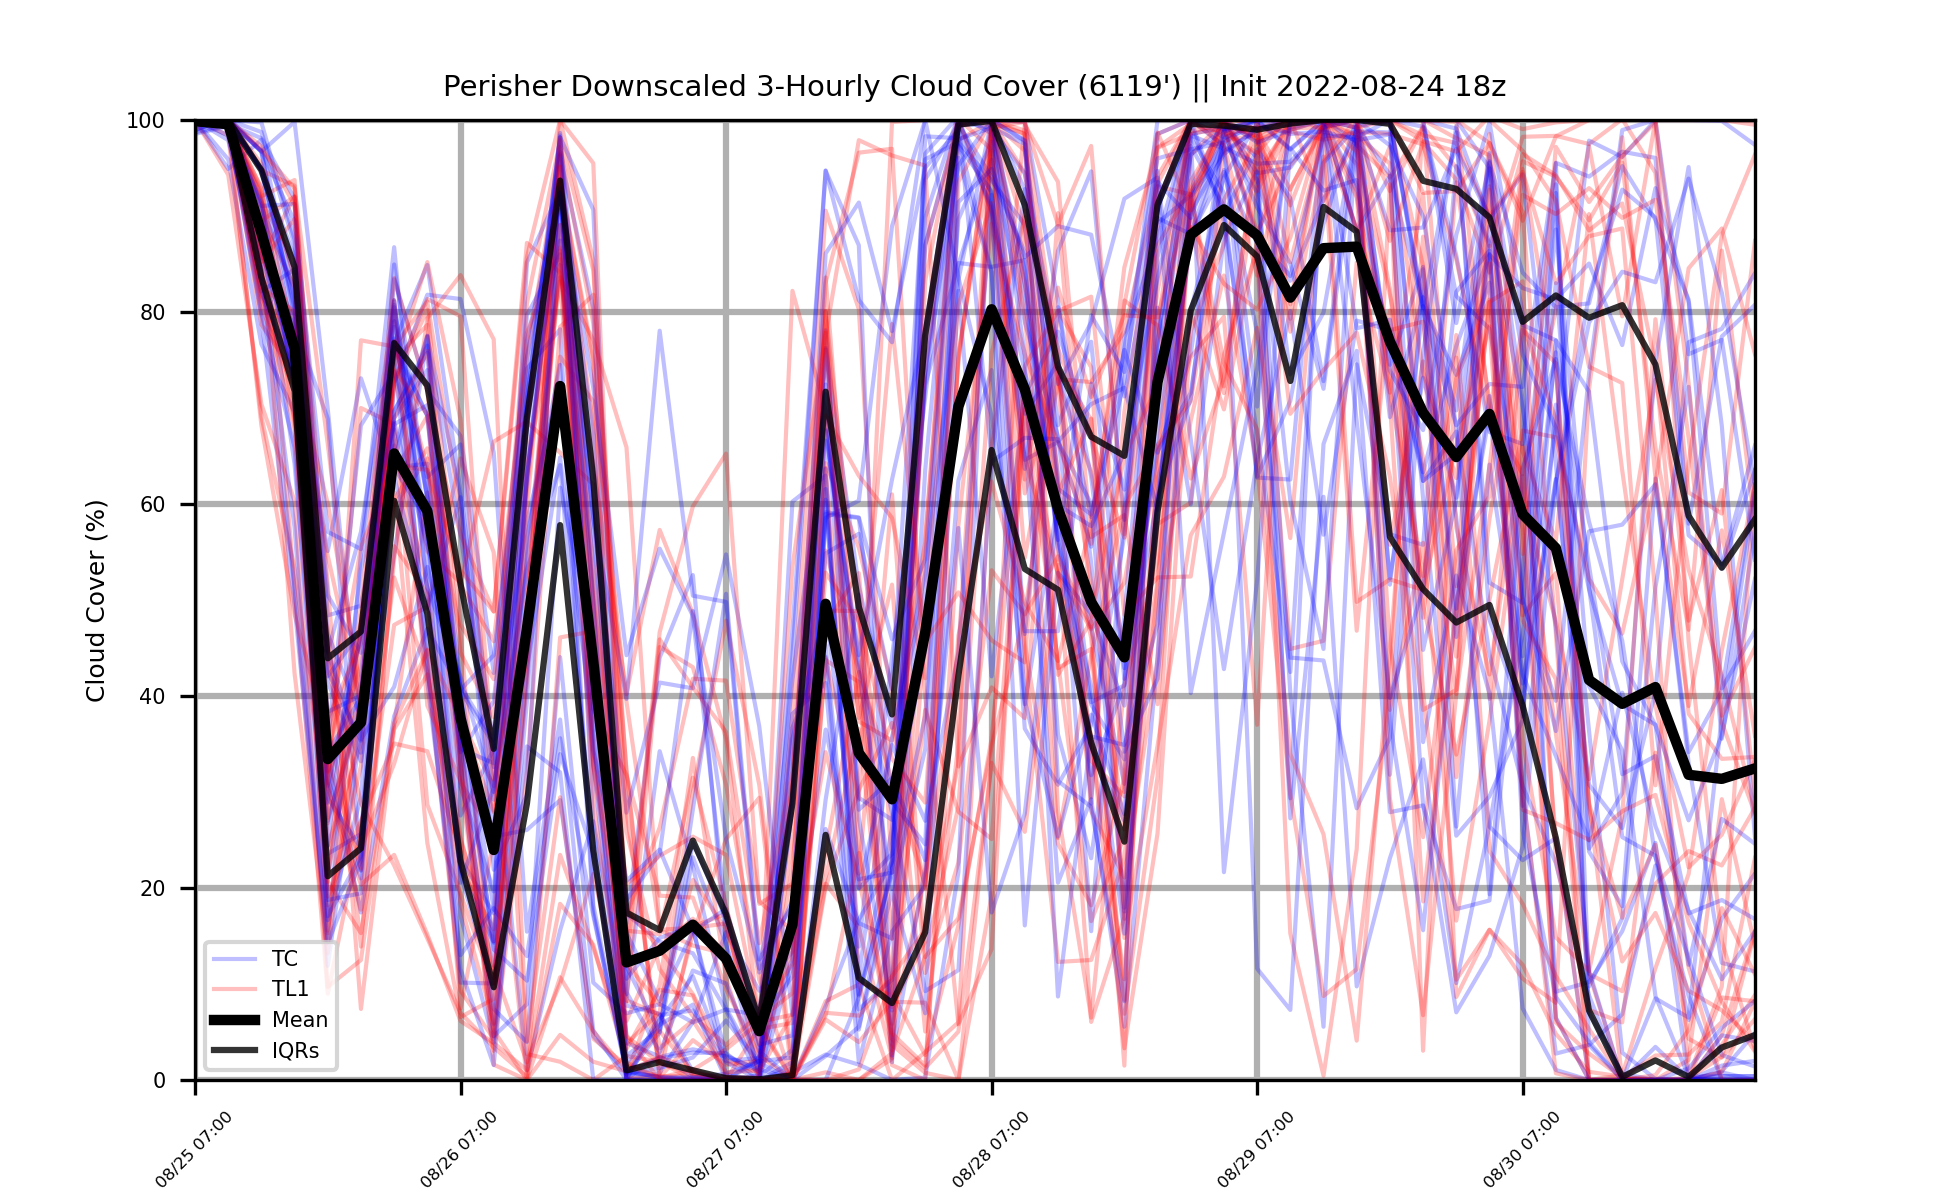 Perisher Downscaled 3-Hourly Cloud Cover (6119') || Init 2022-08-24 18z
Cloud Cover (%)
100
80
60
40
20
0
TC
TL1
Mean
IQRs
08/25 07:00
08/26 07:00
08/27 07:00
08/28 07:00
08/29 07:00
08/30 07:00